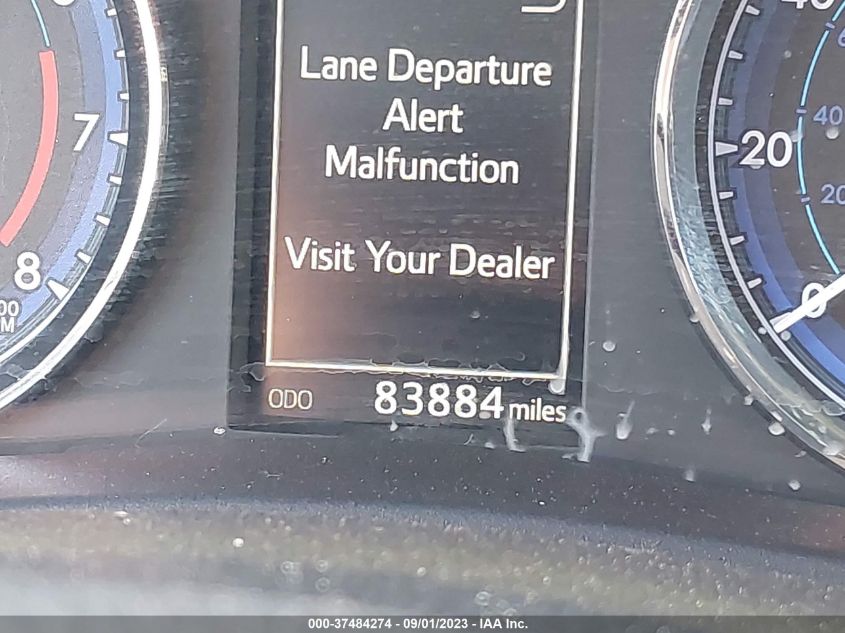 Lane Departure
Alert
Malfunction
Visit Your Dealer
ODO 83884 miles
7
8
40
20
0
40
20
000-37484274 - 09/01/2023 - IAA Inc.